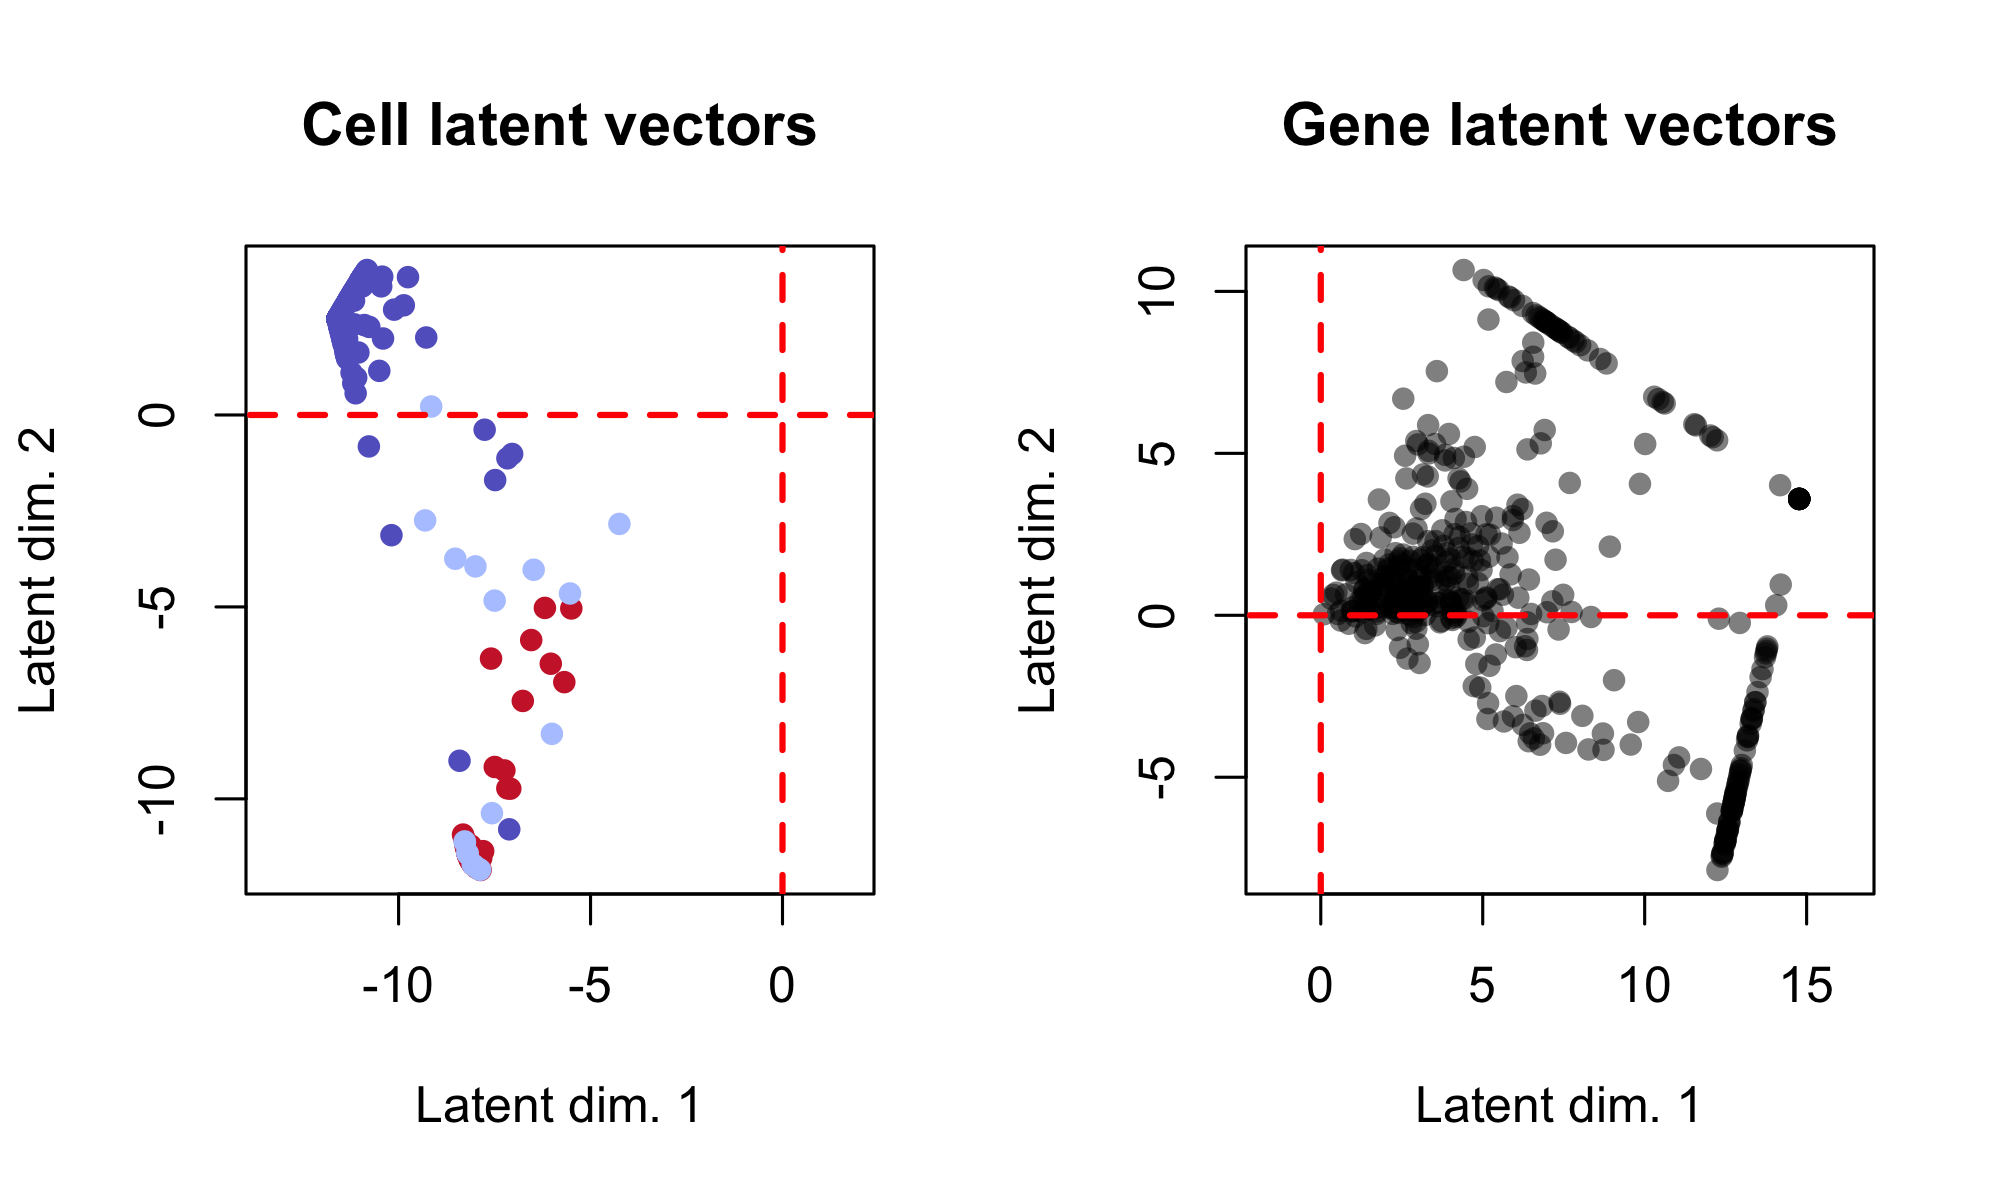 Cell latent vectors
Latent dim. 2
0
-5
-10
-10
-5
0
Latent dim. 1
Gene latent vectors
Latent dim. 2
10
5
0
-5
0
5
10
15
Latent dim. 1